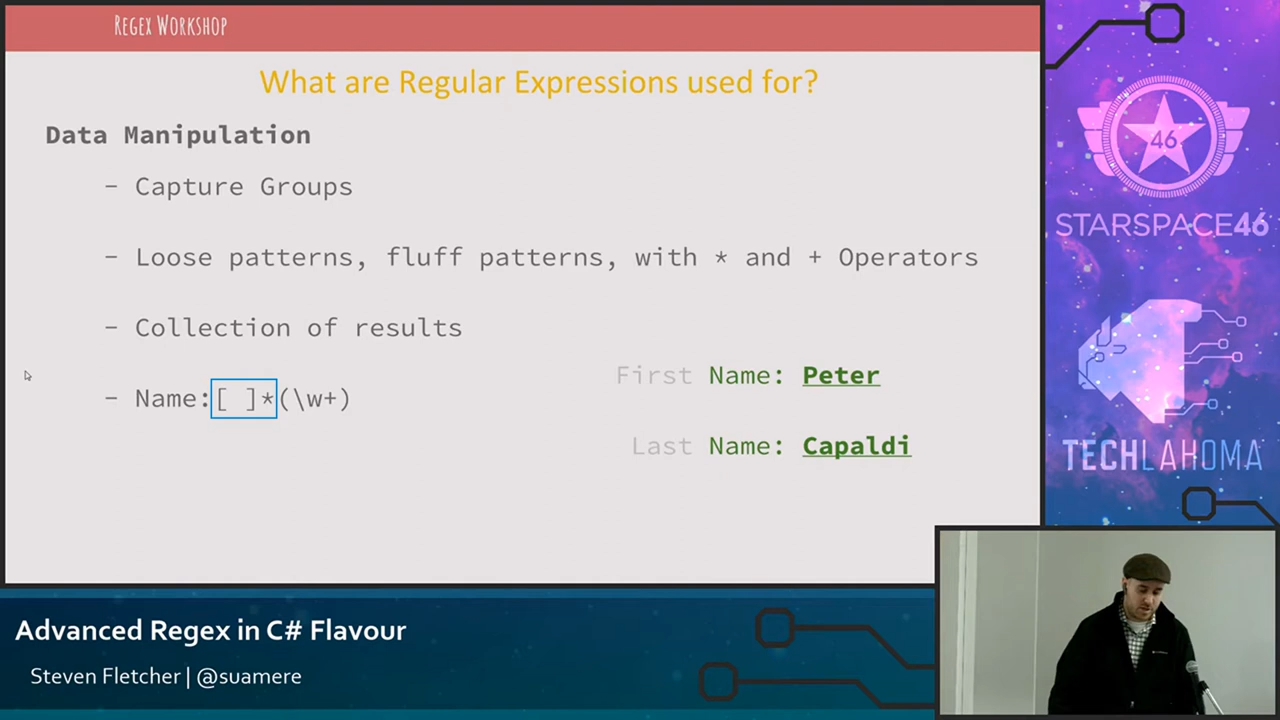 Regex Workshop
What are Regular Expressions used for?
Data Manipulation
- Capture Groups
- Loose patterns, fluff patterns, with * and + Operators
- Collection of results
- Name:[ ]*(\w+)
First Name: Peter
Last Name: Capaldi
46
STARSPACE46
TECHLAHOMA
Advanced Regex in C# Flavour
Steven Fletcher | @suamere